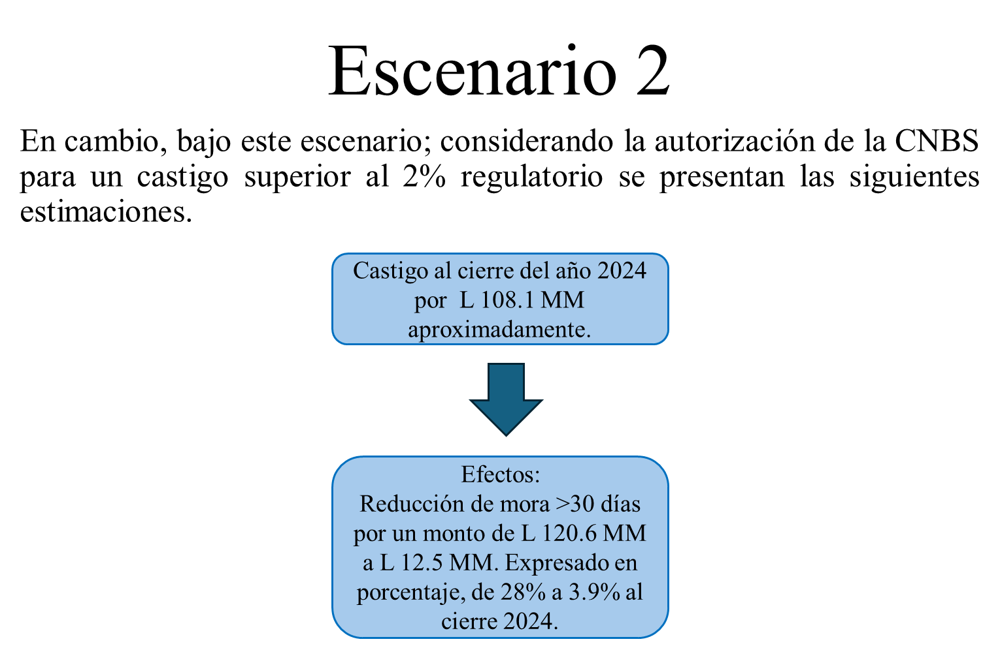 Escenario 2
En cambio, bajo este escenario; considerando la autorización de la CNBS
para un castigo superior al 2% regulatorio se presentan las siguientes
estimaciones.
Castigo al cierre del año 2024
por L 108.1 MM
aproximadamente.
Efectos:
Reducción de mora >30 días
por un monto de L 120.6 MM
a L 12.5 MM. Expresado en
porcentaje, de 28% a 3.9% al
cierre 2024.